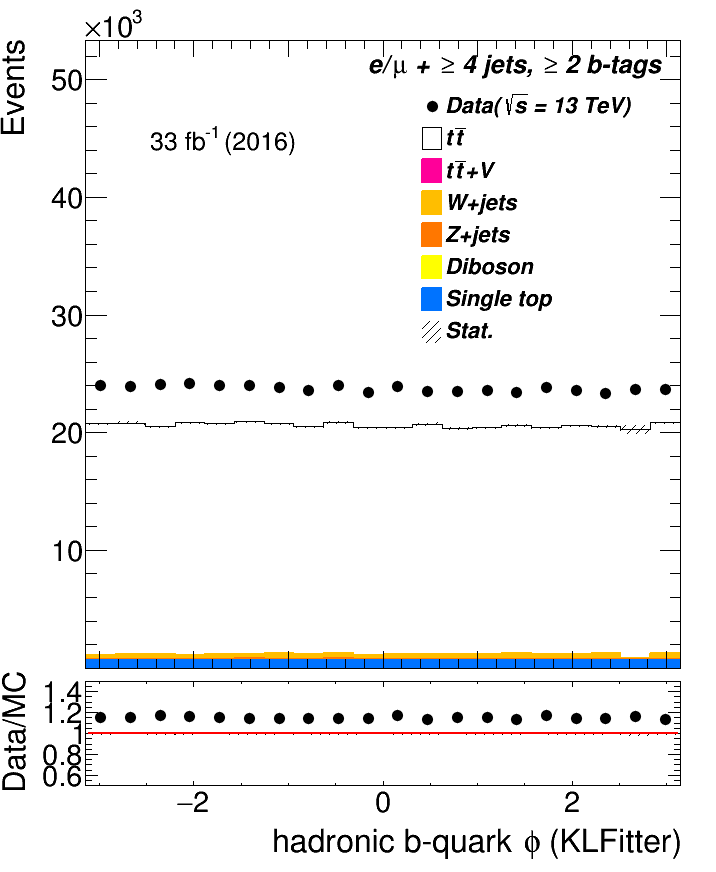 ×10³
Events
50
40
30
20
10
e/μ + ≥ 4 jets, ≥ 2 b-tags
33 fb⁻¹ (2016)
Data(√s = 13 TeV)
tt̅
tt̅+V
W+jets
Z+jets
Diboson
Single top
Stat.
Data/MC
1.4
1.2
1
0.8
0.6
−2
0
2
hadronic b-quark ϕ (KLFitter)